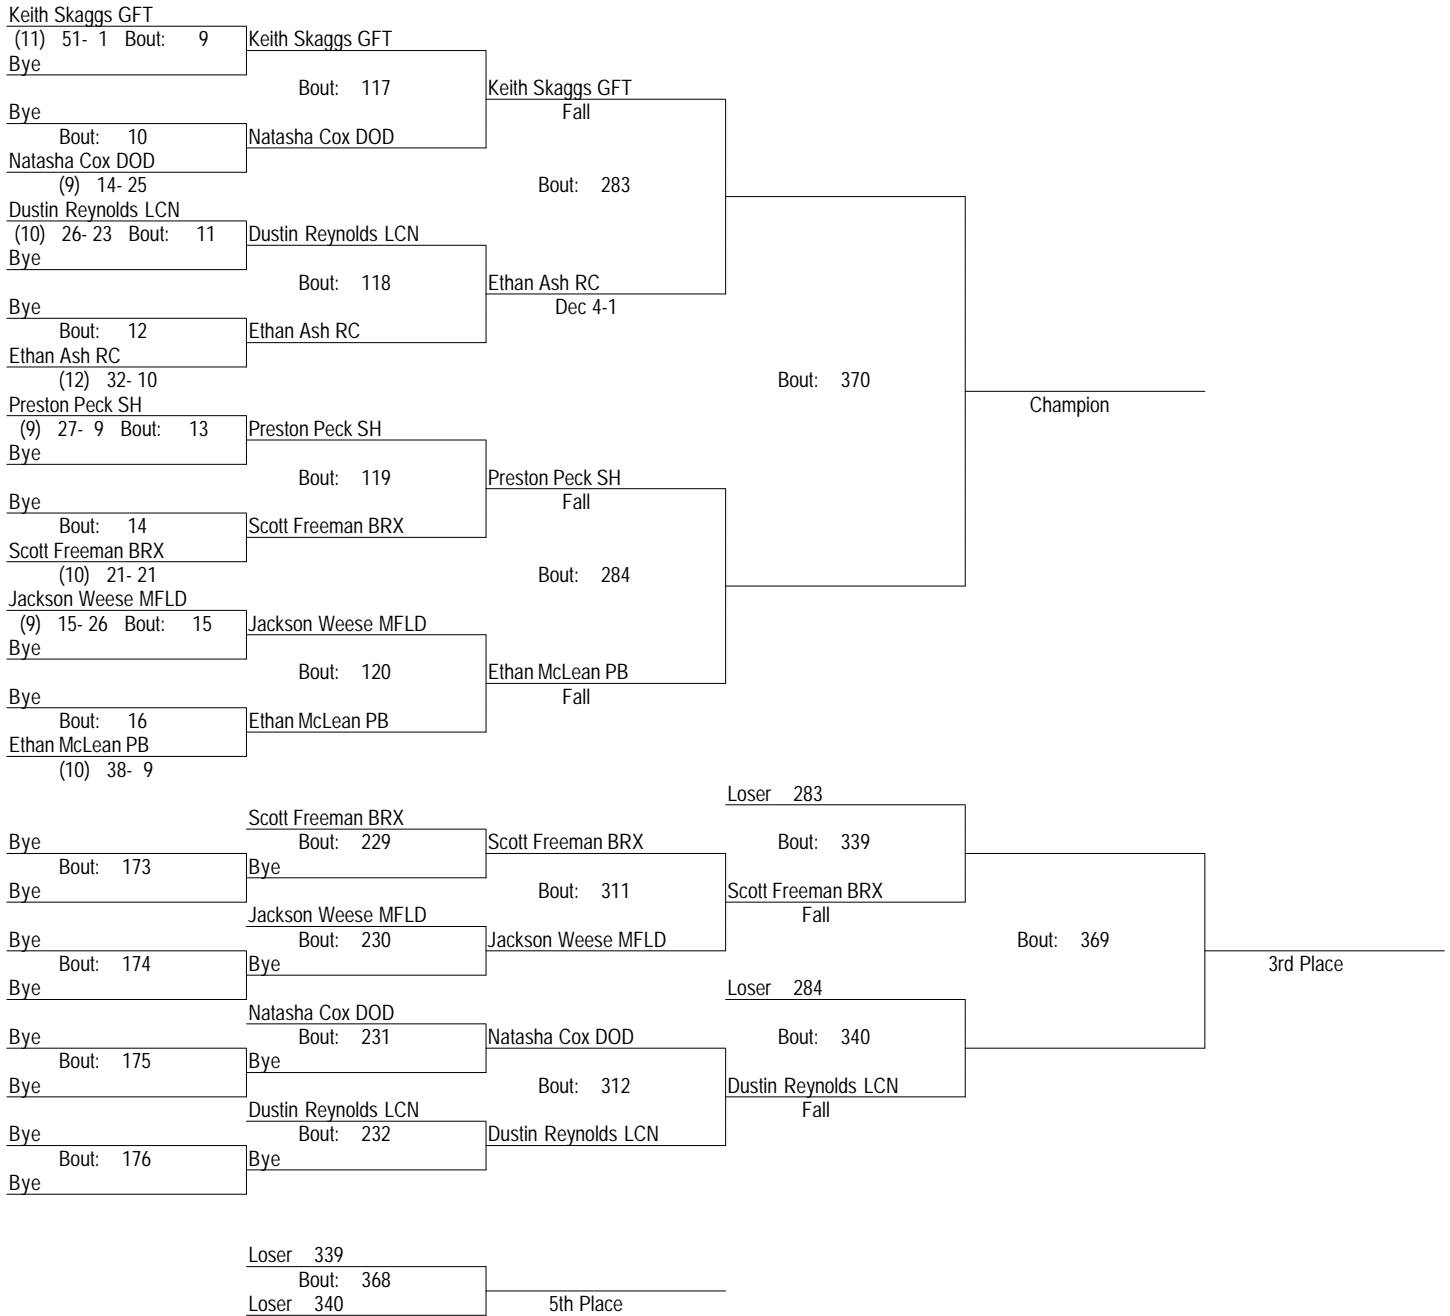 Keith Skaggs GFT
(11) 51- 1 Bout: 9
Keith Skaggs GFT
Bye
Bout: 117
Keith Skaggs GFT
Bye
Fall
Bout: 10
Natasha Cox DOD
Natasha Cox DOD
(9) 14- 25
Bout: 283
Dustin Reynolds LCN
(10) 26- 23 Bout: 11
Dustin Reynolds LCN
Bye
Bout: 118
Ethan Ash RC
Bye
Dec 4-1
Bout: 12
Ethan Ash RC
Ethan Ash RC
(12) 32- 10
Bout: 370
Preston Peck SH
Champion
(9) 27- 9 Bout: 13
Preston Peck SH
Bye
Bout: 119
Preston Peck SH
Bye
Fall
Bout: 14
Scott Freeman BRX
Scott Freeman BRX
(10) 21- 21
Bout: 284
Jackson Weese MFLD
(9) 15- 26 Bout: 15
Jackson Weese MFLD
Bye
Bout: 120
Ethan McLean PB
Bye
Fall
Bout: 16
Ethan McLean PB
Ethan McLean PB
(10) 38- 9
Loser 283
Scott Freeman BRX
Bye
Bout: 229
Scott Freeman BRX
Bout: 339
Bout: 173
Bye
Bye
Bout: 311
Scott Freeman BRX
Jackson Weese MFLD
Fall
Bye
Bout: 230
Jackson Weese MFLD
Bout: 369
Bout: 174
Bye
3rd Place
Bye
Loser 284
Natasha Cox DOD
Bye
Bout: 231
Natasha Cox DOD
Bout: 340
Bout: 175
Bye
Bye
Bout: 312
Dustin Reynolds LCN
Dustin Reynolds LCN
Fall
Bye
Bout: 232
Dustin Reynolds LCN
Bout: 176
Bye
Bye
Loser 339
Bout: 368
Loser 340
5th Place